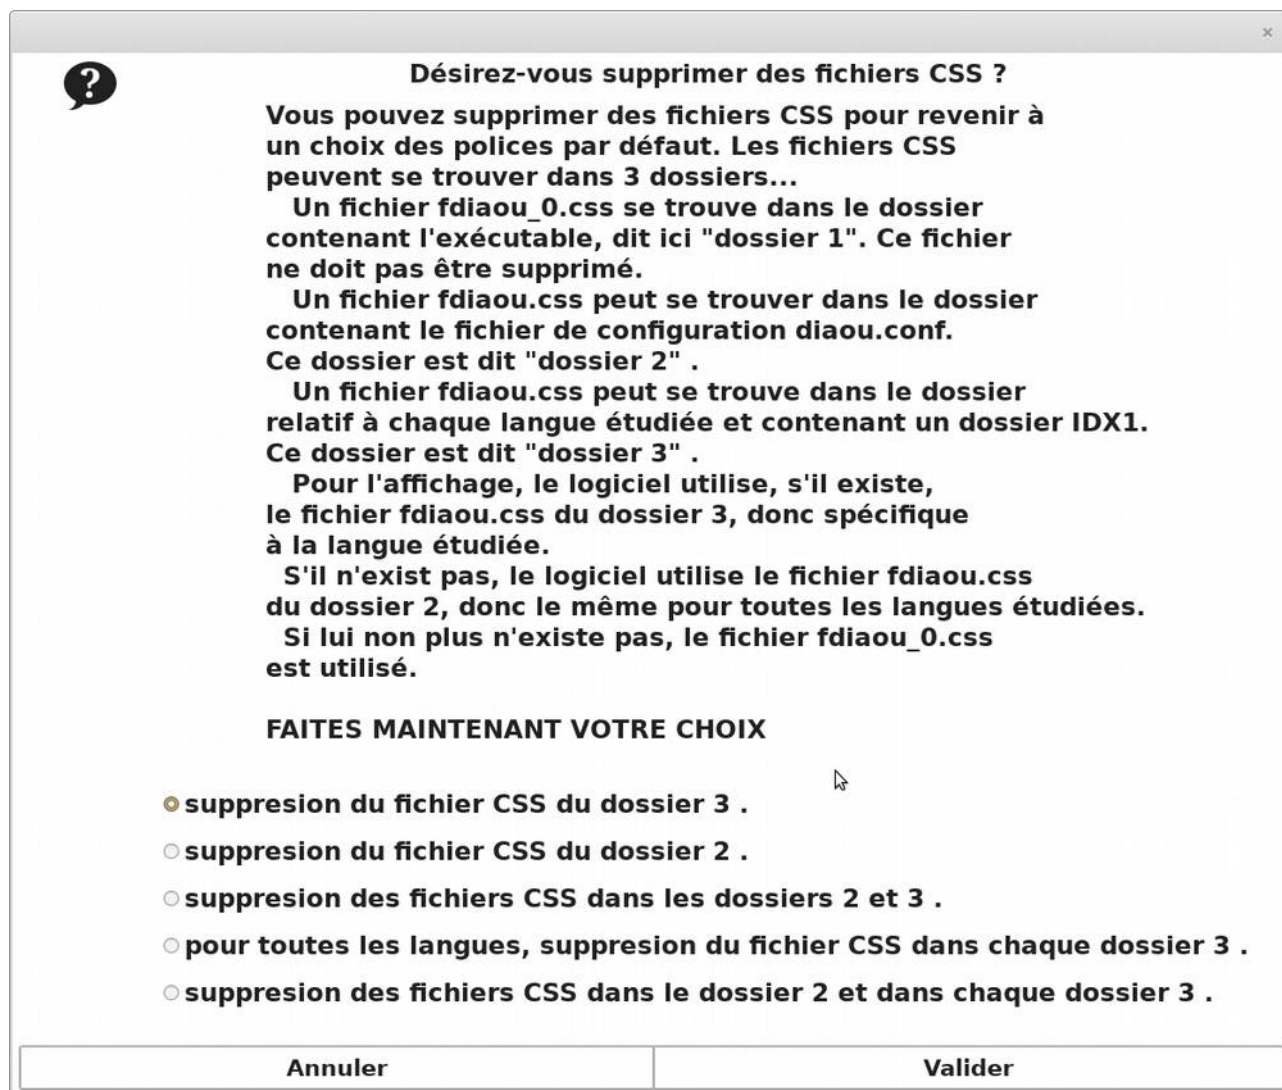 Désirez-vous supprimer des fichiers CSS ?
Vous pouvez supprimer des fichiers CSS pour revenir à
un choix des polices par défaut. Les fichiers CSS
peuvent se trouver dans 3 dossiers...
Un fichier fdiaou_0.css se trouve dans le dossier
contenant l'exécutable, dit ici "dossier 1". Ce fichier
ne doit pas être supprimé.
Un fichier fdiaou.css peut se trouver dans le dossier
contenant le fichier de configuration diaou.conf.
Ce dossier est dit "dossier 2" .
Un fichier fdiaou.css peut se trouve dans le dossier
relatif à chaque langue étudiée et contenant un dossier IDX1.
Ce dossier est dit "dossier 3" .
Pour l'affichage, le logiciel utilise, s'il existe,
le fichier fdiaou.css du dossier 3, donc spécifique
à la langue étudiée.
S'il n'exist pas, le logiciel utilise le fichier fdiaou.css
du dossier 2, donc le même pour toutes les langues étudiées.
Si lui non plus n'existe pas, le fichier fdiaou_0.css
est utilisé.
FAITES MAINTENANT VOTRE CHOIX
suppresion du fichier CSS du dossier 3 .
suppresion du fichier CSS du dossier 2 .
suppresion des fichiers CSS dans les dossiers 2 et 3 .
pour toutes les langues, suppresion du fichier CSS dans chaque dossier 3 .
suppresion des fichiers CSS dans le dossier 2 et dans chaque dossier 3 .
Annuler
Valider